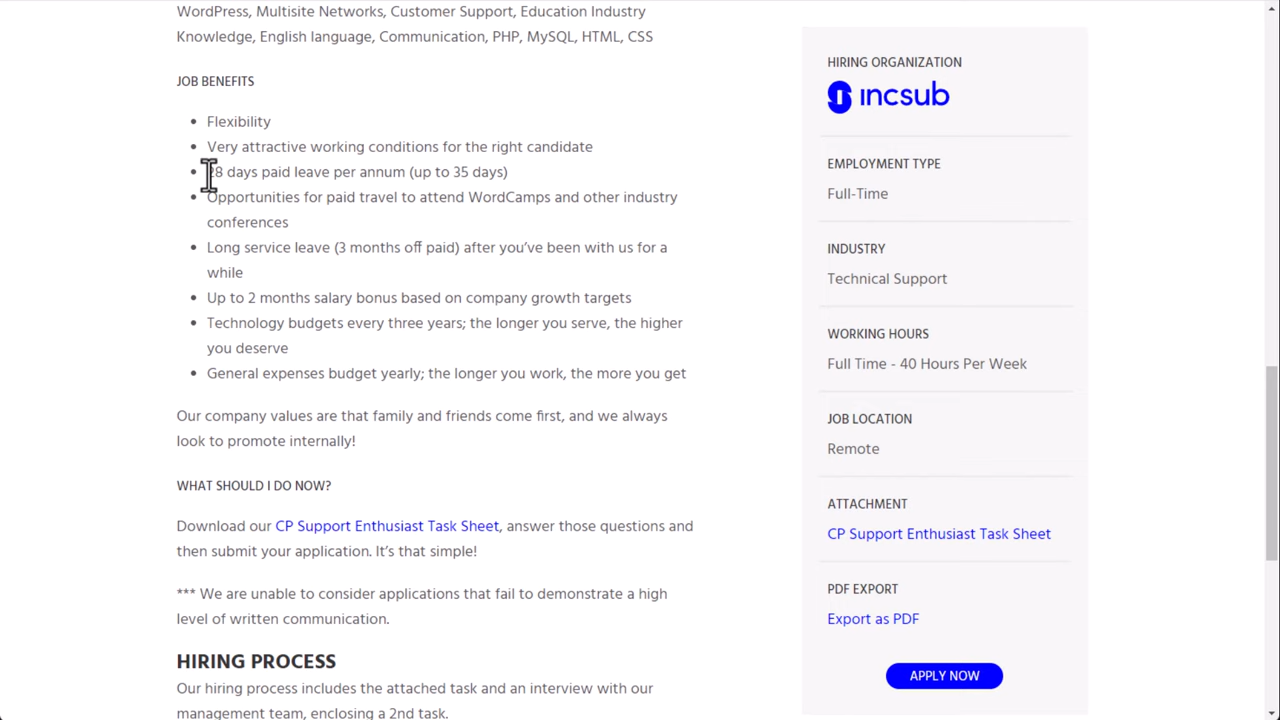 WordPress, Multisite Networks, Customer Support, Education Industry
Knowledge, English language, Communication, PHP, MySQL, HTML, CSS
JOB BENEFITS
• Flexibility
• Very attractive working conditions for the right candidate
• 28 days paid leave per annum (up to 35 days)
• Opportunities for paid travel to attend WordCamps and other industry
conferences
• Long service leave (3 months off paid) after you’ve been with us for a
while
• Up to 2 months salary bonus based on company growth targets
• Technology budgets every three years; the longer you serve, the higher
you deserve
• General expenses budget yearly; the longer you work, the more you get
Our company values are that family and friends come first, and we always
look to promote internally!
WHAT SHOULD I DO NOW?
Download our CP Support Enthusiast Task Sheet, answer those questions and
then submit your application. It’s that simple!
*** We are unable to consider applications that fail to demonstrate a high
level of written communication.
HIRING PROCESS
Our hiring process includes the attached task and an interview with our
management team, enclosing a 2nd task.
HIRING ORGANIZATION
incsub
EMPLOYMENT TYPE
Full-Time
INDUSTRY
Technical Support
WORKING HOURS
Full Time - 40 Hours Per Week
JOB LOCATION
Remote
ATTACHMENT
CP Support Enthusiast Task Sheet
PDF EXPORT
Export as PDF
APPLY NOW